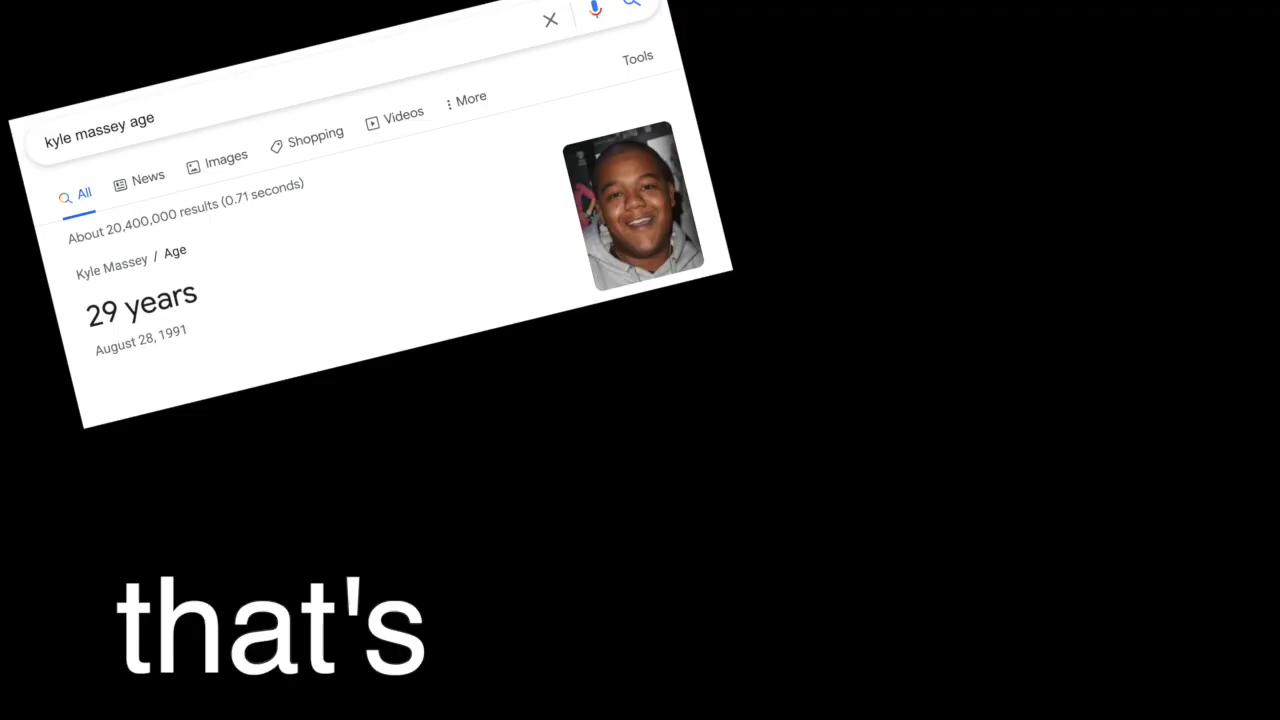 kyle massey age
Tools
All News Images Shopping Videos More
About 20,400,000 results (0.71 seconds)
Kyle Massey / Age
29 years
August 28, 1991
that's